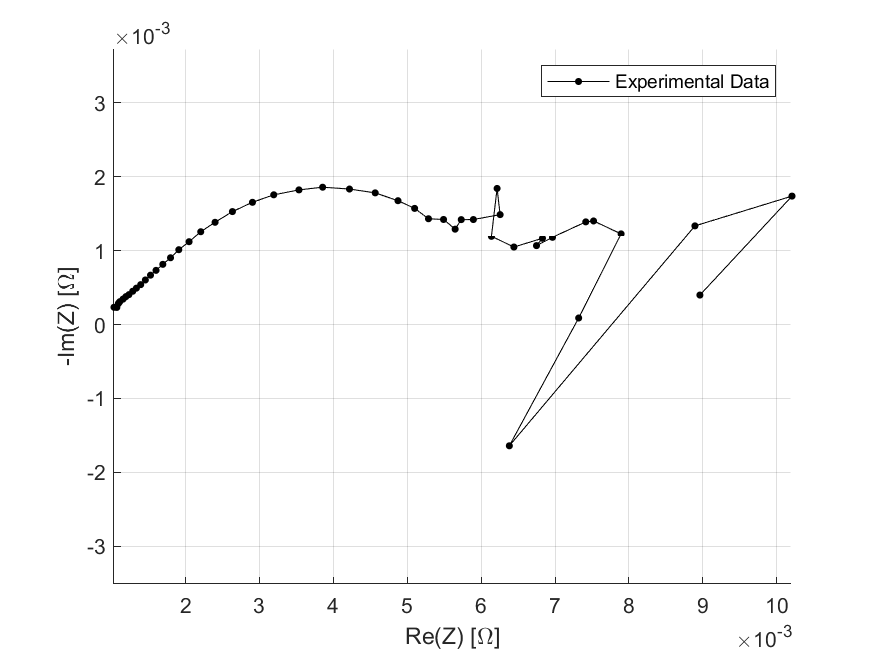 ×10⁻³
Experimental Data
3
2
1
0
-1
-2
-3
-Im(Z) [Ω]
2 3 4 5 6 7 8 9 10
Re(Z) [Ω]
×10⁻³